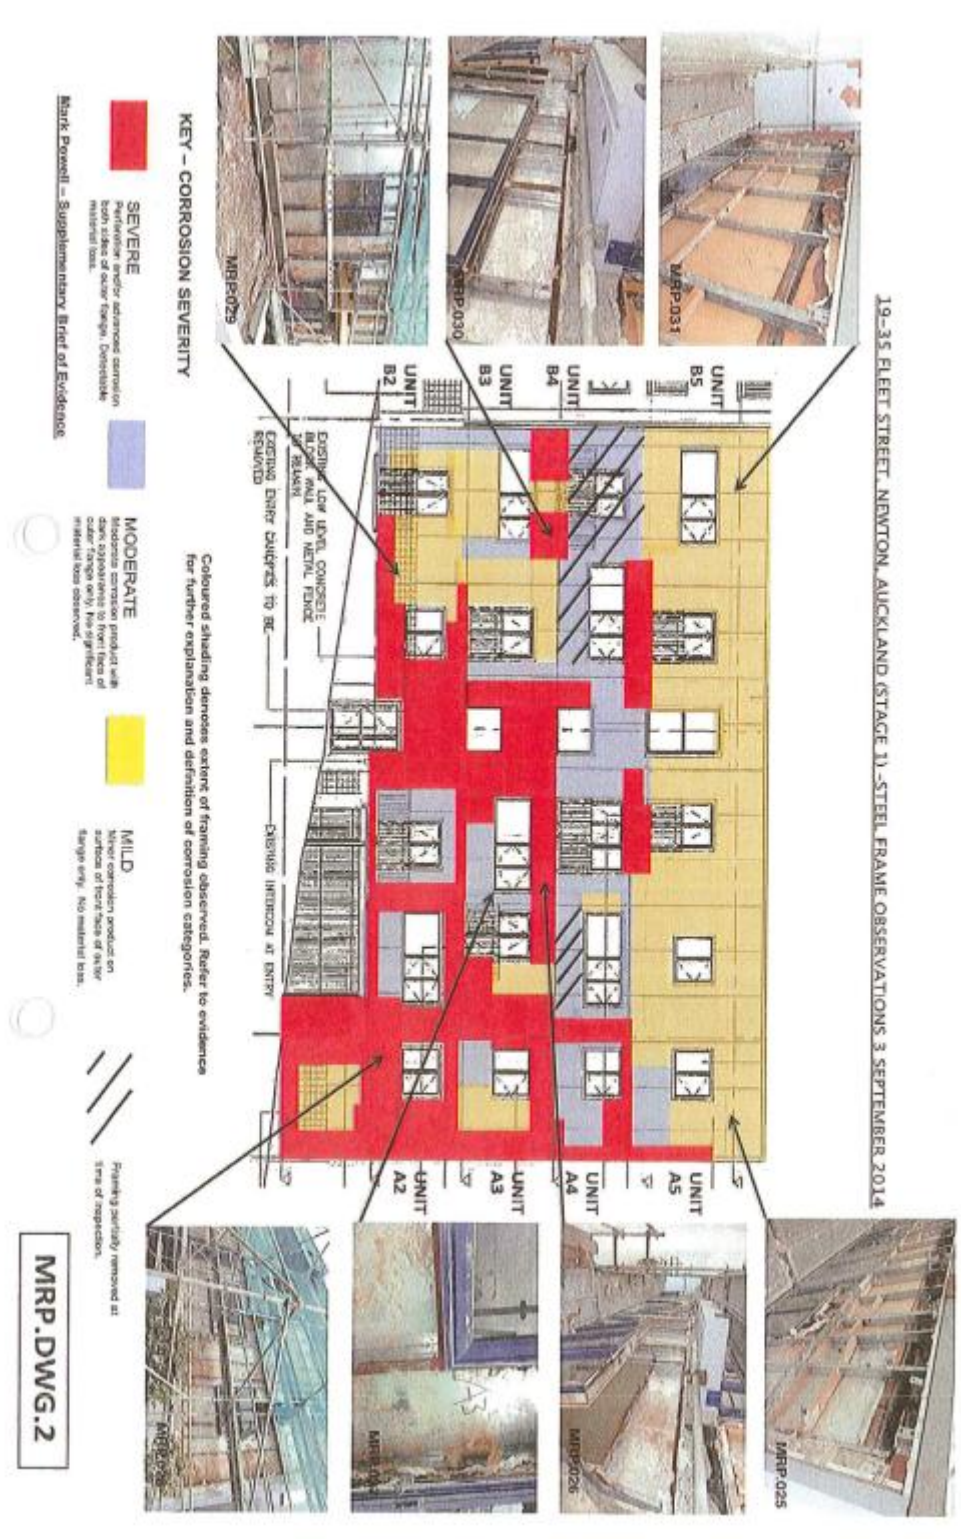 19-35 FLEET STREET, NEWTON, AUCKLAND (STAGE 1) -STEEL FRAME OBSERVATIONS 3 SEPTEMBER 2014
MRP.031
MRP.030
MRP.029
MRP.025
MRP.026
UNIT
B5
UNIT
B4
UNIT
B3
UNIT
B2
UNIT
A5
UNIT
A4
UNIT
A3
UNIT
A2
EXISTING LOW LEVEL CONCRETE
BLOCK WALL AND METAL FENCE
TO REMAIN
EXISTING ENTRY CANOPIES TO BE
REMOVED
EXISTING INTERCOM AT ENTRY
Coloured shading denotes extent of framing observed. Refer to evidence
for further explanation and definition of corrosion categories.
KEY – CORROSION SEVERITY
SEVERE
Perforation and/or advanced corrosion
both sides of outer flange. Detectable
material loss.
MODERATE
Moderate corrosion product with
dark appearance to front face of
outer flange only. No significant
material loss observed.
MILD
Minor corrosion product on
surface of front face of outer
flange only. No material loss.
Framing partially removed at
time of inspection.
Mark Powell – Supplementary Brief of Evidence
MRP.DWG.2